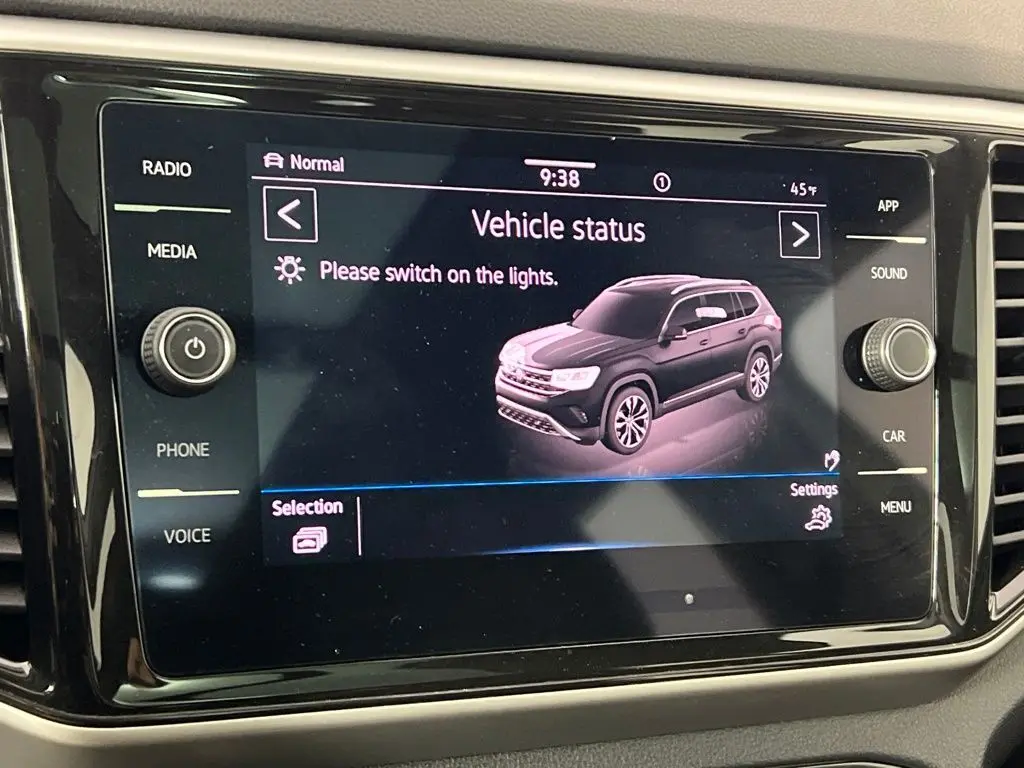 RADIO
MEDIA
PHONE
VOICE
Normal
9:38
1
45°F
Vehicle status
Please switch on the lights.
Selection
Settings
APP
SOUND
CAR
MENU